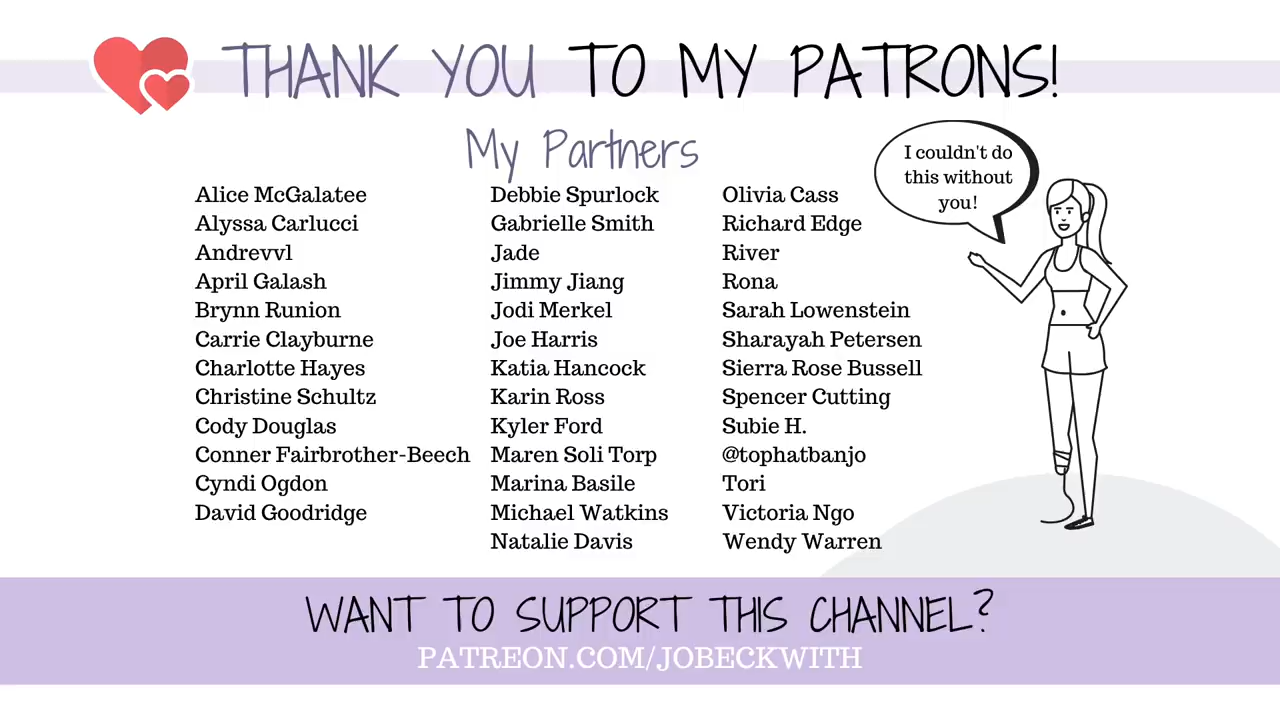 THANK YOU TO MY PATRONS!
My Partners
Alice McGalatee
Alyssa Carlucci
Andrevvl
April Galash
Brynn Runion
Carrie Clayburne
Charlotte Hayes
Christine Schultz
Cody Douglas
Conner Fairbrother-Beech
Cyndi Ogdon
David Goodridge
Debbie Spurlock
Gabrielle Smith
Jade
Jimmy Jiang
Jodi Merkel
Joe Harris
Katia Hancock
Karin Ross
Kyler Ford
Maren Soli Torp
Marina Basile
Michael Watkins
Natalie Davis
Olivia Cass
Richard Edge
River
Rona
Sarah Lowenstein
Sharayah Petersen
Sierra Rose Bussell
Spencer Cutting
Subie H.
@tophatbanjo
Tori
Victoria Ngo
Wendy Warren
I couldn't do
this without
you!
WANT TO SUPPORT THIS CHANNEL?
PATREON.COM/JOBECKWITH